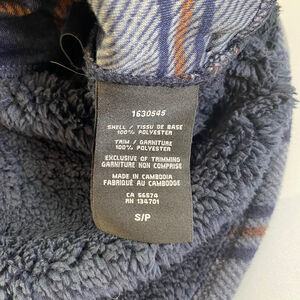 1630545
SHELL / TISSU DE BASE
100% POLYESTER
TRIM / GARNITURE
100% POLYESTER
EXCLUSIVE OF TRIMMING
GARNITURE NON COMPRISE
MADE IN CAMBODIA
FABRIQUÉ AU CAMBODGE
CA 56574
RN 134701
S/P